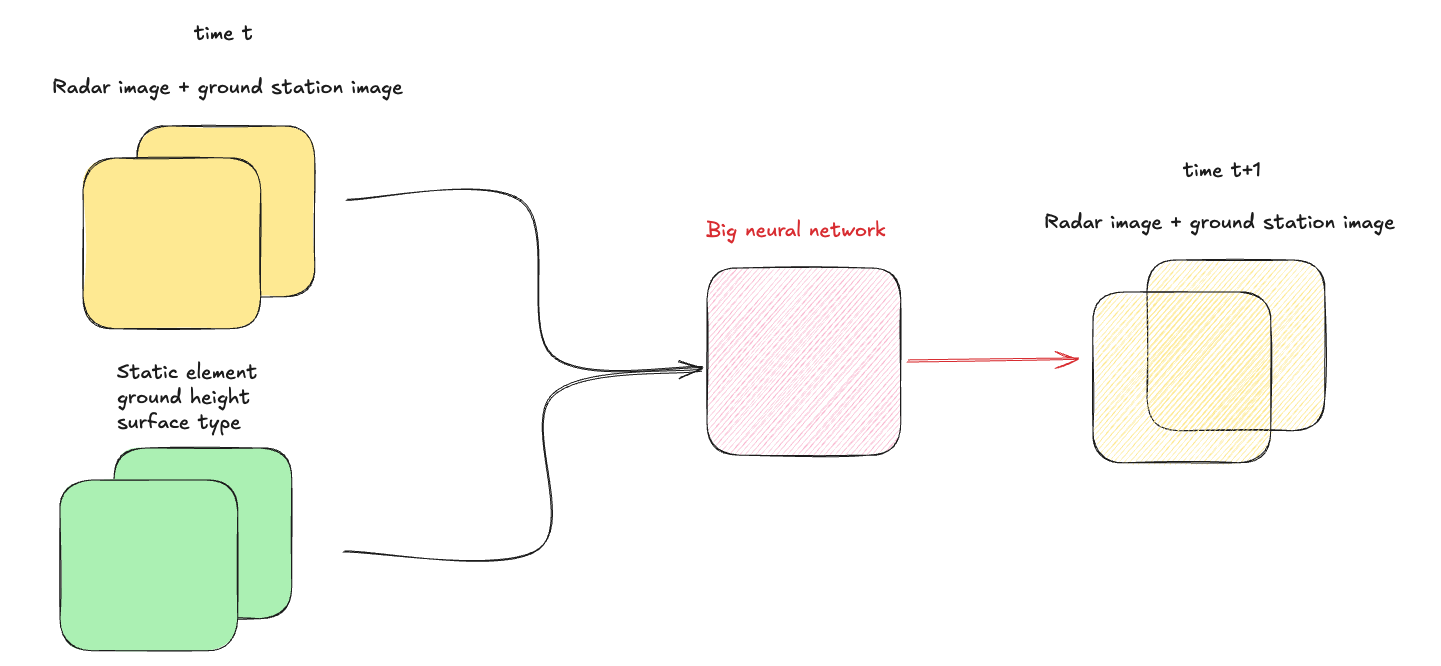 time t
Radar image + ground station image
Static element
ground height
surface type
Big neural network
time t+1
Radar image + ground station image